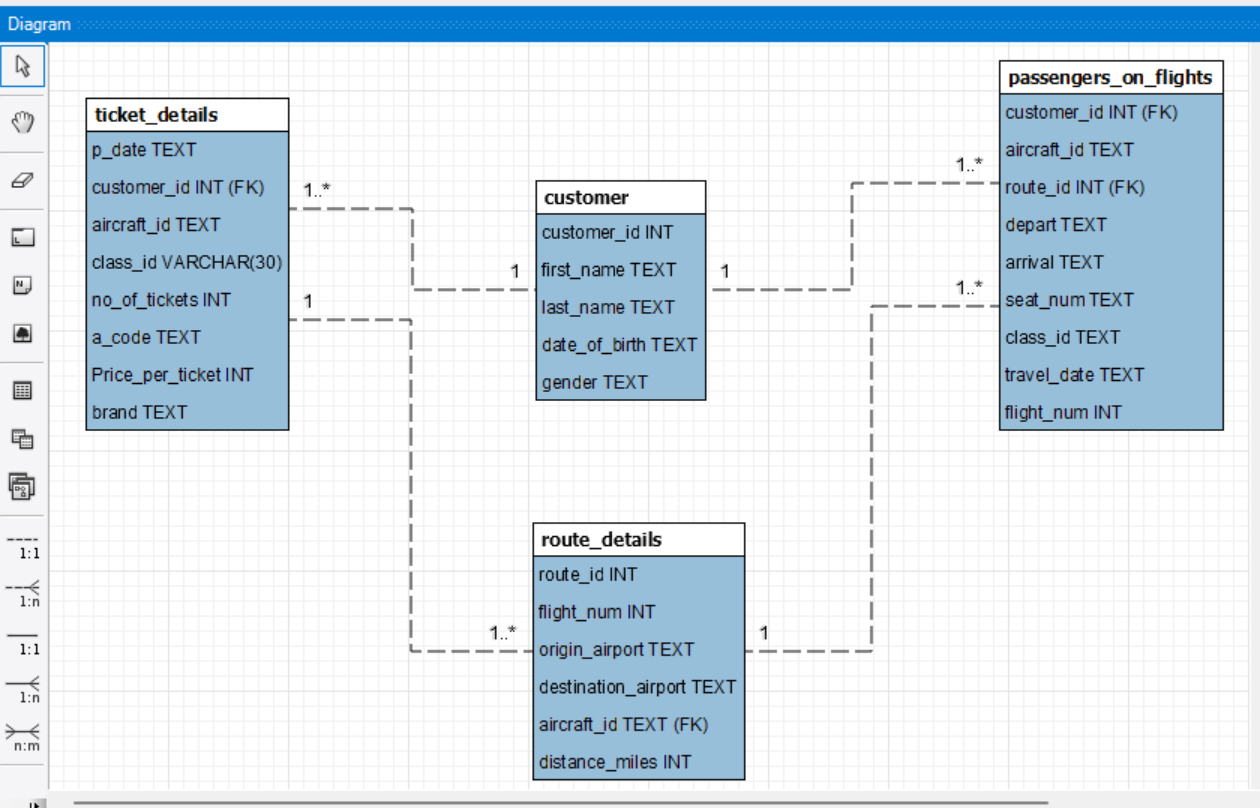 Diagram
ticket_details
p_date TEXT
customer_id INT (FK)
aircraft_id TEXT
class_id VARCHAR(30)
no_of_tickets INT
a_code TEXT
Price_per_ticket INT
brand TEXT
1..*
1
customer
customer_id INT
first_name TEXT
last_name TEXT
date_of_birth TEXT
gender TEXT
1
1
passengers_on_flights
customer_id INT (FK)
aircraft_id TEXT
route_id INT (FK)
depart TEXT
arrival TEXT
seat_num TEXT
class_id TEXT
travel_date TEXT
flight_num INT
1..*
1..*
route_details
route_id INT
flight_num INT
origin_airport TEXT
destination_airport TEXT
aircraft_id TEXT (FK)
distance_miles INT
1..*
1
1:1
1:n
1:1
1:n
n:m